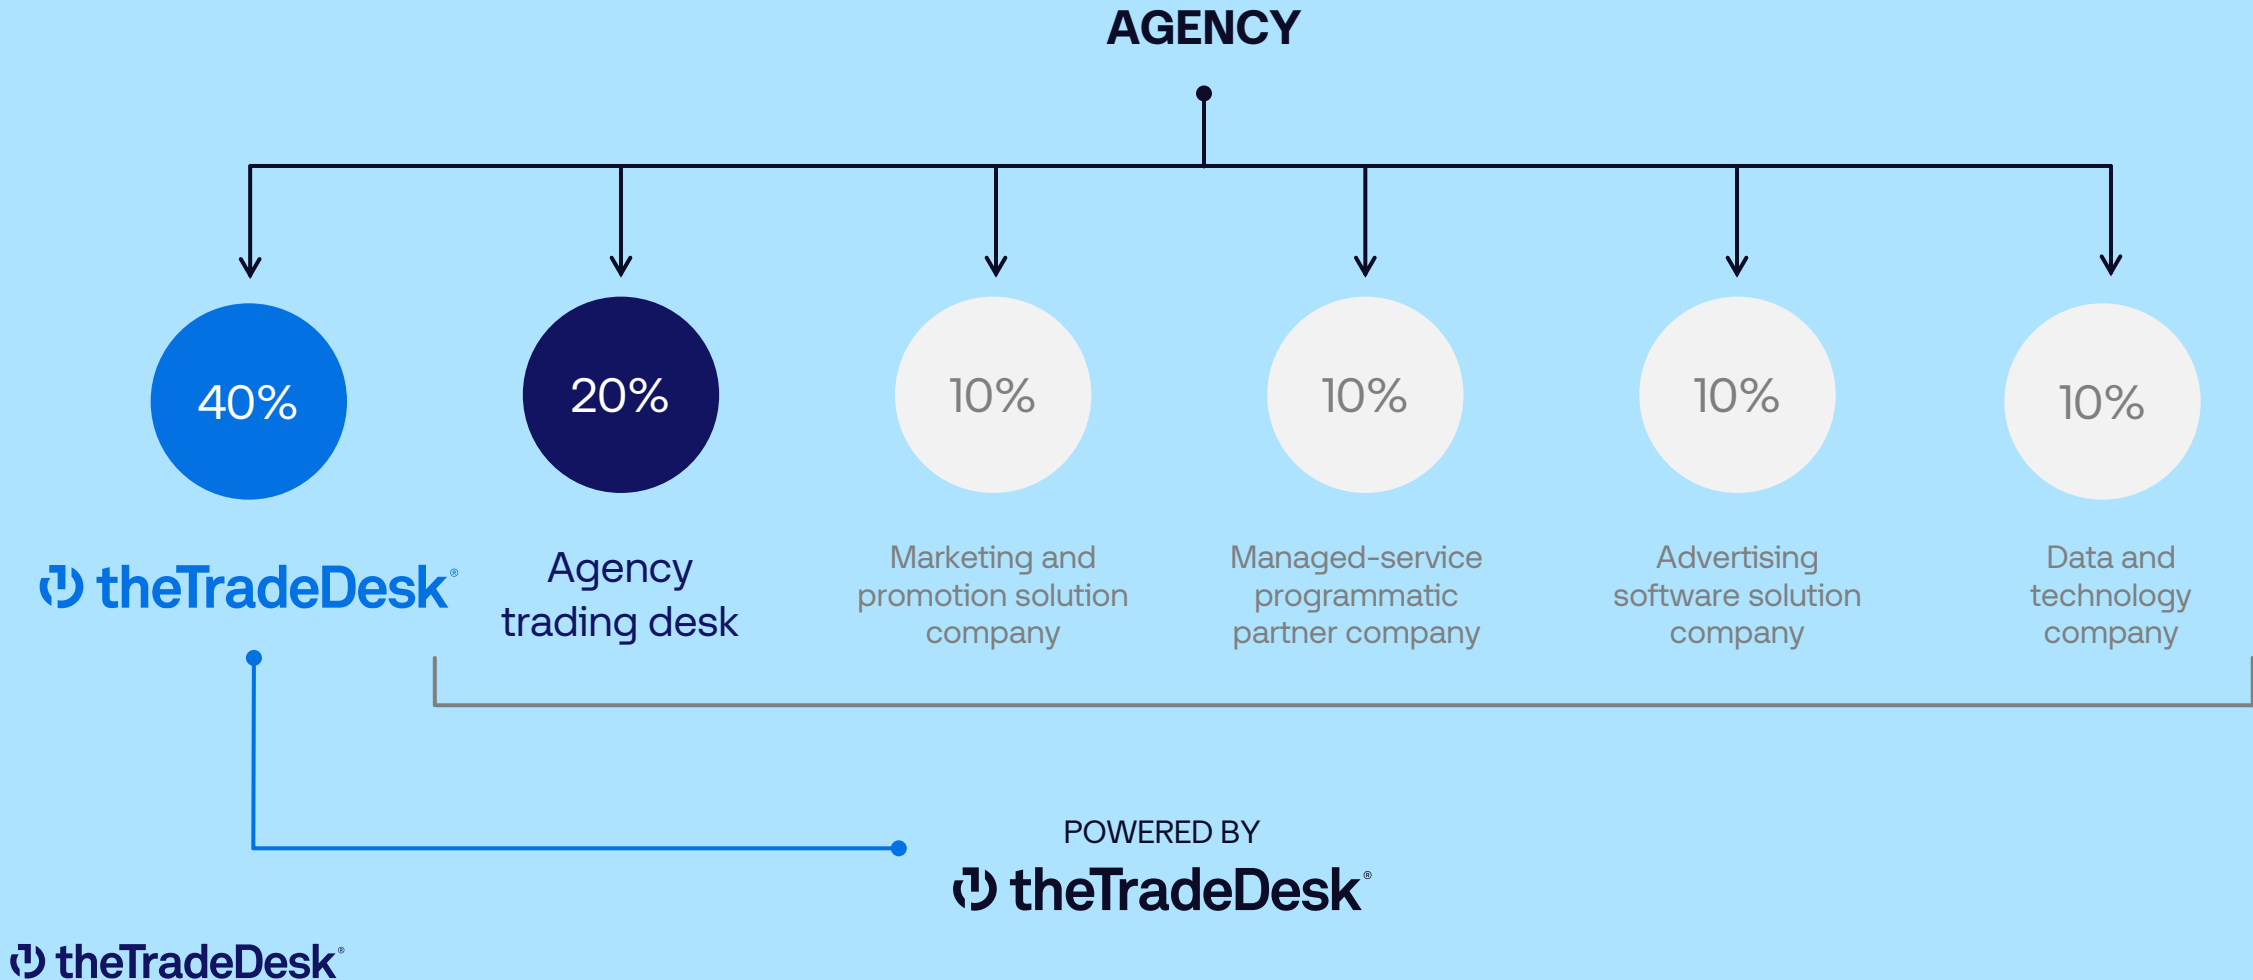 AGENCY
40%
20%
10%
10%
10%
10%
theTradeDesk®
Agency
trading desk
Marketing and
promotion solution
company
Managed-service
programmatic
partner company
Advertising
software solution
company
Data and
technology
company
POWERED BY
theTradeDesk®
theTradeDesk®